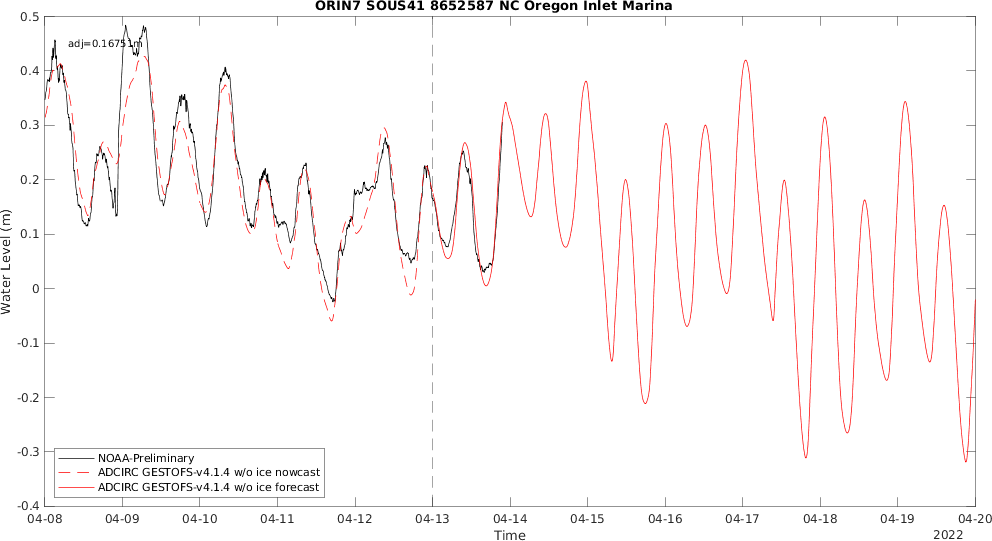 ORIN7 SOUS41 8652587 NC Oregon Inlet Marina
adj=0.16751m
0.5
0.4
0.3
0.2
0.1
0
-0.1
-0.2
-0.3
-0.4
Water Level (m)
NOAA-Preliminary
ADCIRC GESTOFS-v4.1.4 w/o ice nowcast
ADCIRC GESTOFS-v4.1.4 w/o ice forecast
04-08 04-09 04-10 04-11 04-12 04-13 04-14 04-15 04-16 04-17 04-18 04-19 04-20
Time
2022